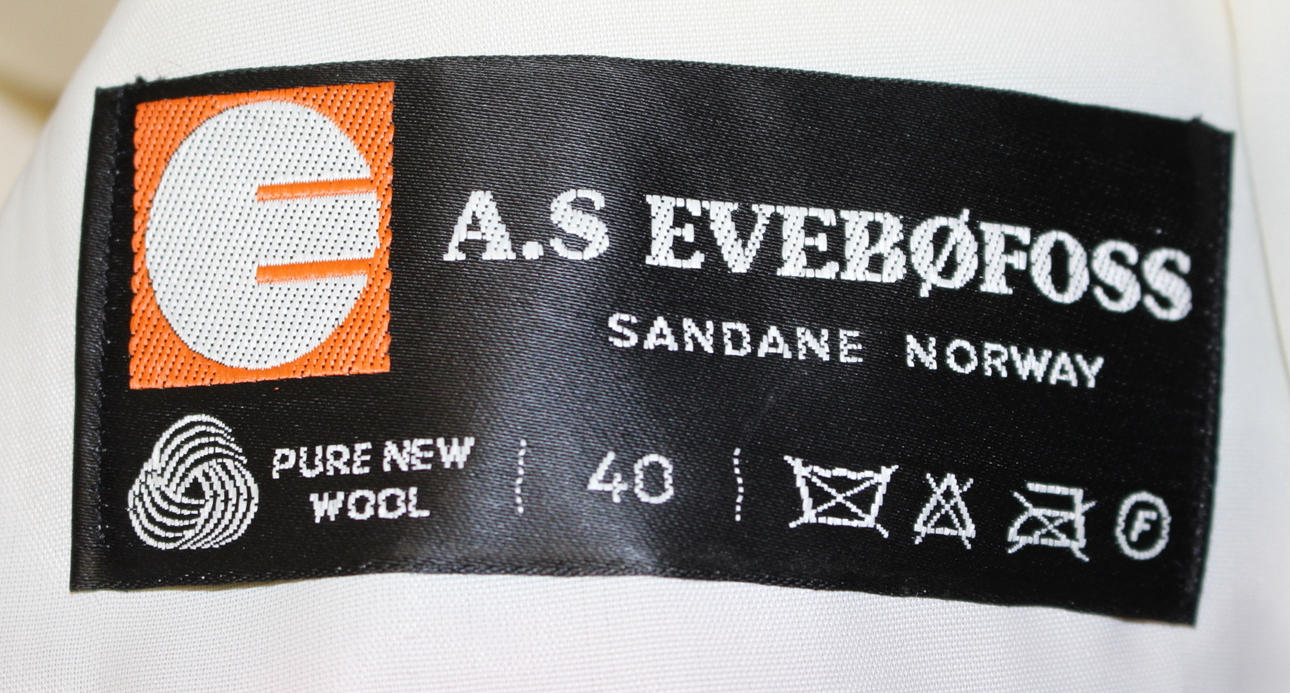 A.S EVEBØFOSS
SANDANE NORWAY
PURE NEW
WOOL
40
F